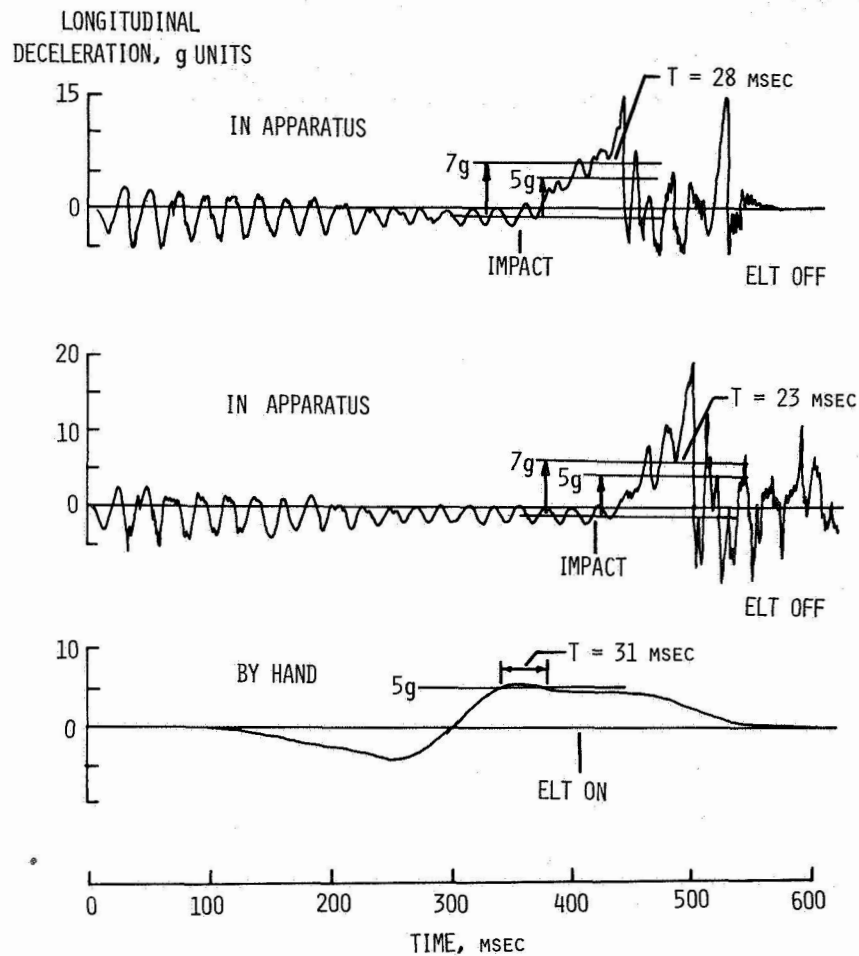 LONGITUDINAL
DECELERATION, g UNITS
15
T = 28 MSEC
IN APPARATUS
7g
5g
0
IMPACT
ELT OFF
20
IN APPARATUS
T = 23 MSEC
10
7g
5g
0
IMPACT
ELT OFF
10
BY HAND
T = 31 MSEC
5g
0
ELT ON
0 100 200 300 400 500 600
TIME, MSEC